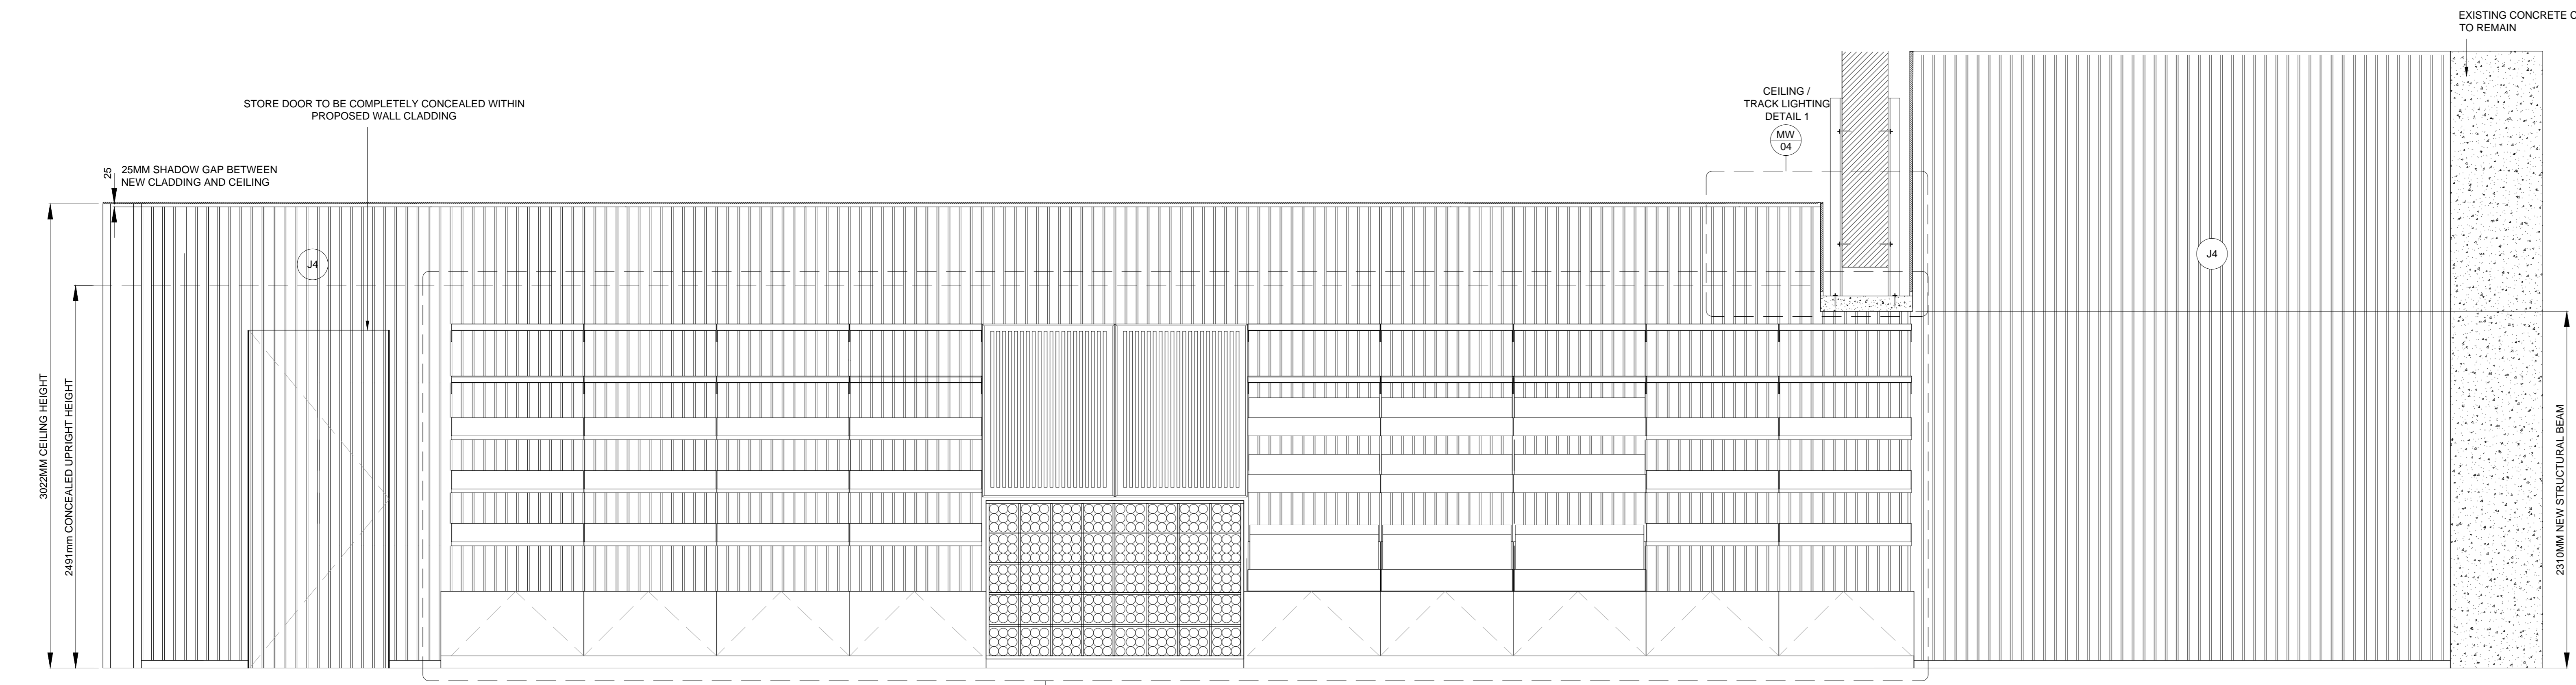 EXISTING CONCRETE C
TO REMAIN
CEILING /
TRACK LIGHTING
DETAIL 1
MW
04
STORE DOOR TO BE COMPLETELY CONCEALED WITHIN
PROPOSED WALL CLADDING
25
25MM SHADOW GAP BETWEEN
NEW CLADDING AND CEILING
J4
J4
3022MM CEILING HEIGHT
2491mm CONCEALED UPRIGHT HEIGHT
2310MM NEW STRUCTURAL BEAM